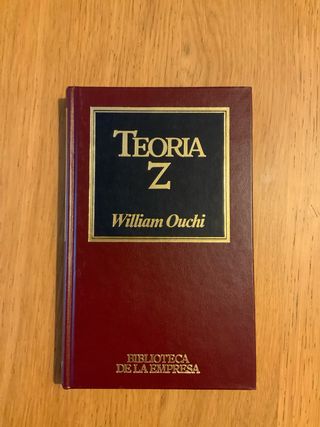 TEORIA
Z
William Ouchi
BIBLIOTECA
DE LA EMPRESA